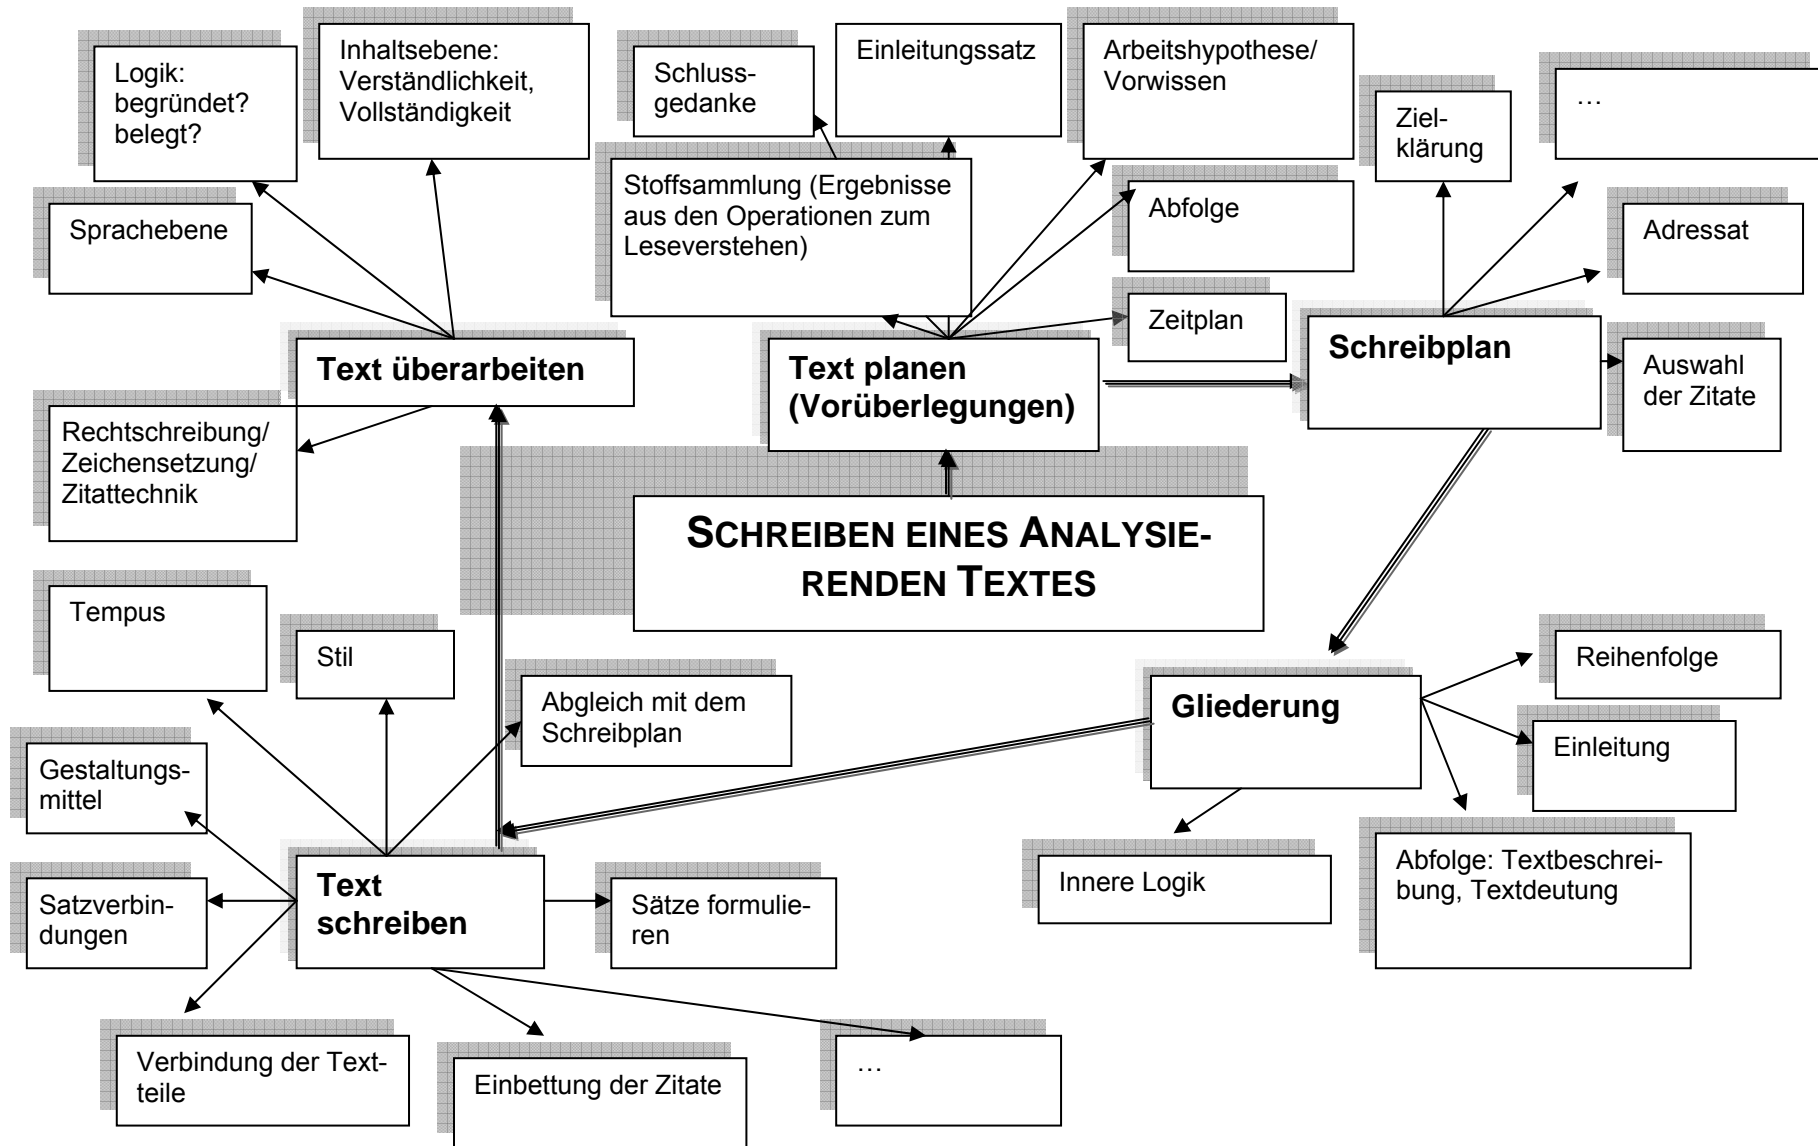 Logik:
begründet?
belegt?
Inhaltsebene:
Verständlichkeit,
Vollständigkeit
Schluss-
gedanke
Einleitungssatz
Arbeitshypothese/
Vorwissen
Ziel-
klärung
…
Sprachebene
Stoffsammlung (Ergebnisse
aus den Operationen zum
Leseverstehen)
Abfolge
Adressat
Zeitplan
Text überarbeiten
Text planen
(Vorüberlegungen)
Schreibplan
Auswahl
der Zitate
Rechtschreibung/
Zeichensetzung/
Zitattechnik
SCHREIBEN EINES ANALYSIE-
RENDEN TEXTES
Tempus
Stil
Abgleich mit dem
Schreibplan
Gliederung
Reihenfolge
Einleitung
Gestaltungs-
mittel
Satzverbin-
dungen
Text
schreiben
Sätze formulie-
ren
Innere Logik
Abfolge: Textbeschrei-
bung, Textdeutung
Verbindung der Text-
teile
Einbettung der Zitate
…